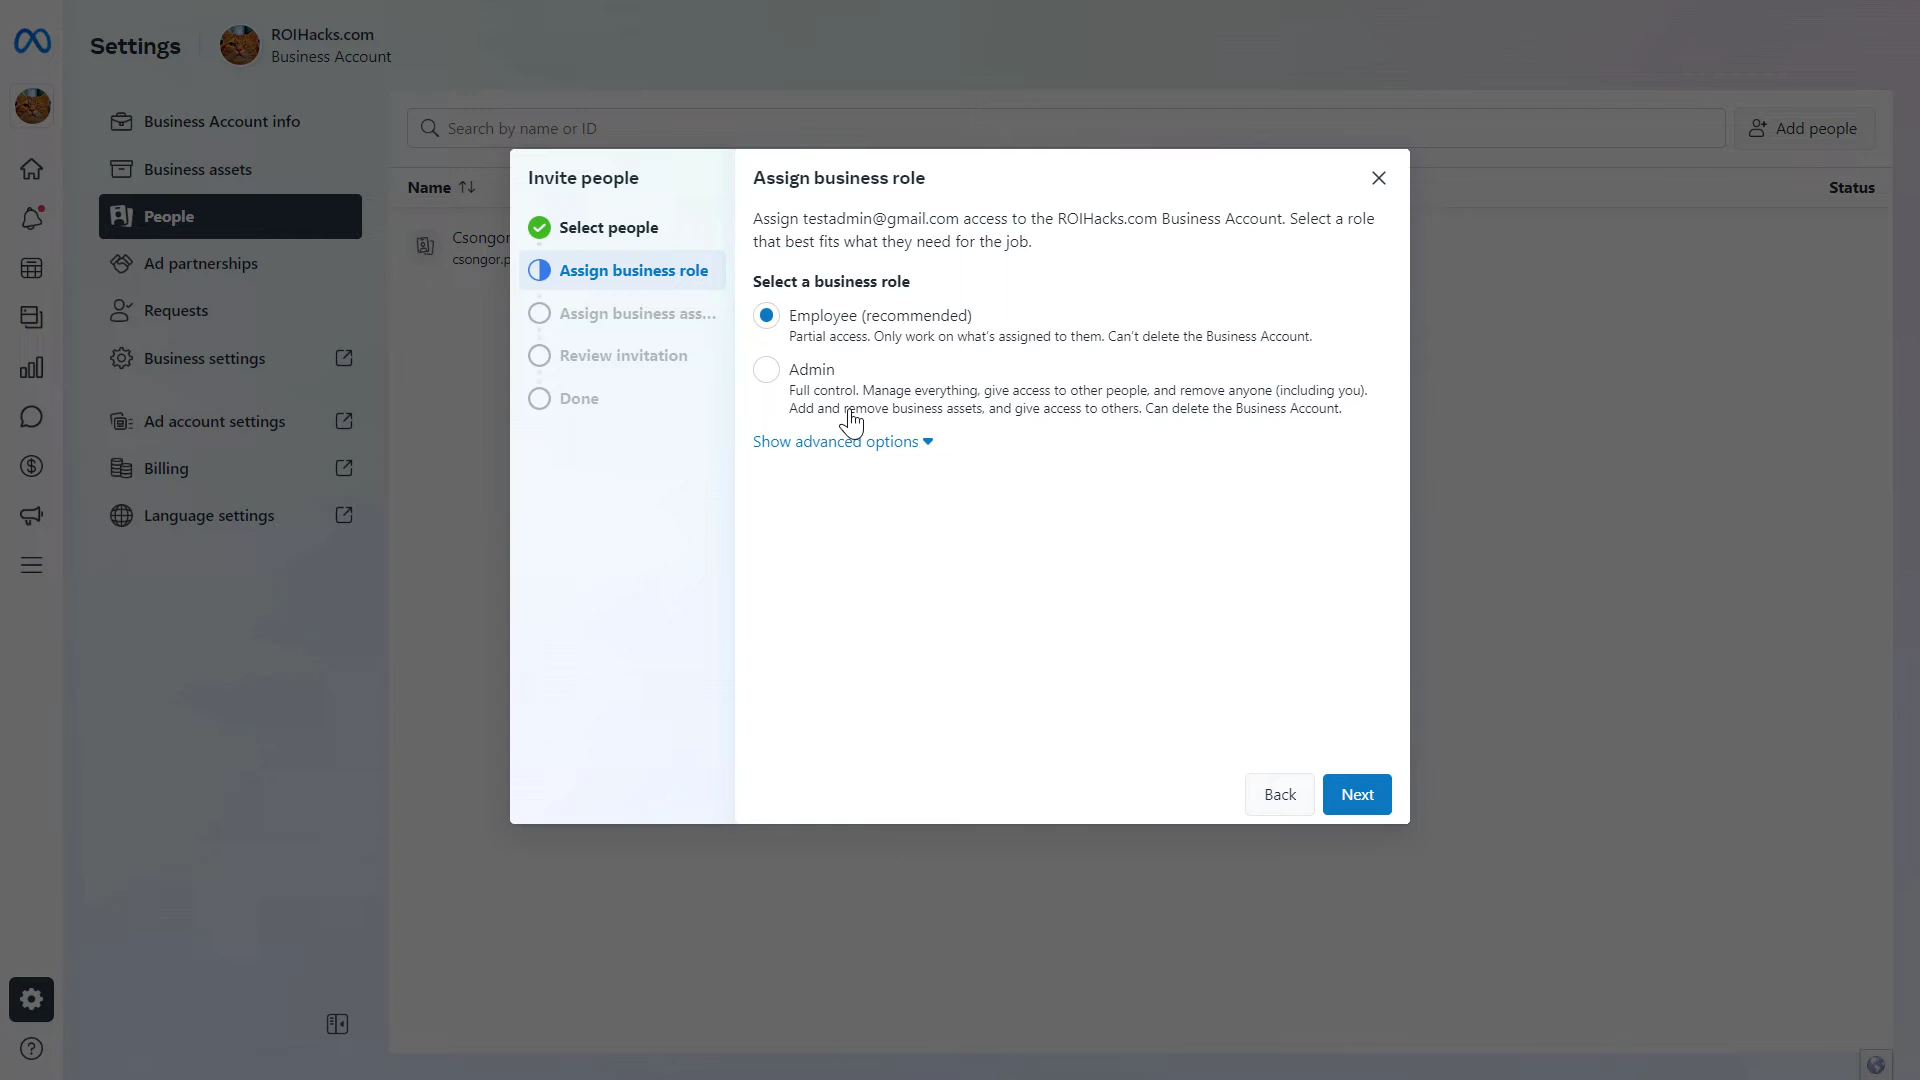 Settings
ROIHacks.com
Business Account
Business Account info
Business assets
People
Ad partnerships
Requests
Business settings
Ad account settings
Billing
Language settings
Search by name or ID
Add people
Name
Status
Csongor
csongor.p
Invite people
Select people
Assign business role
Assign business ass...
Review invitation
Done
Assign business role
Assign testadmin@gmail.com access to the ROIHacks.com Business Account. Select a role
that best fits what they need for the job.
Select a business role
Employee (recommended)
Partial access. Only work on what's assigned to them. Can't delete the Business Account.
Admin
Full control. Manage everything, give access to other people, and remove anyone (including you).
Add and remove business assets, and give access to others. Can delete the Business Account.
Show advanced options
Back
Next